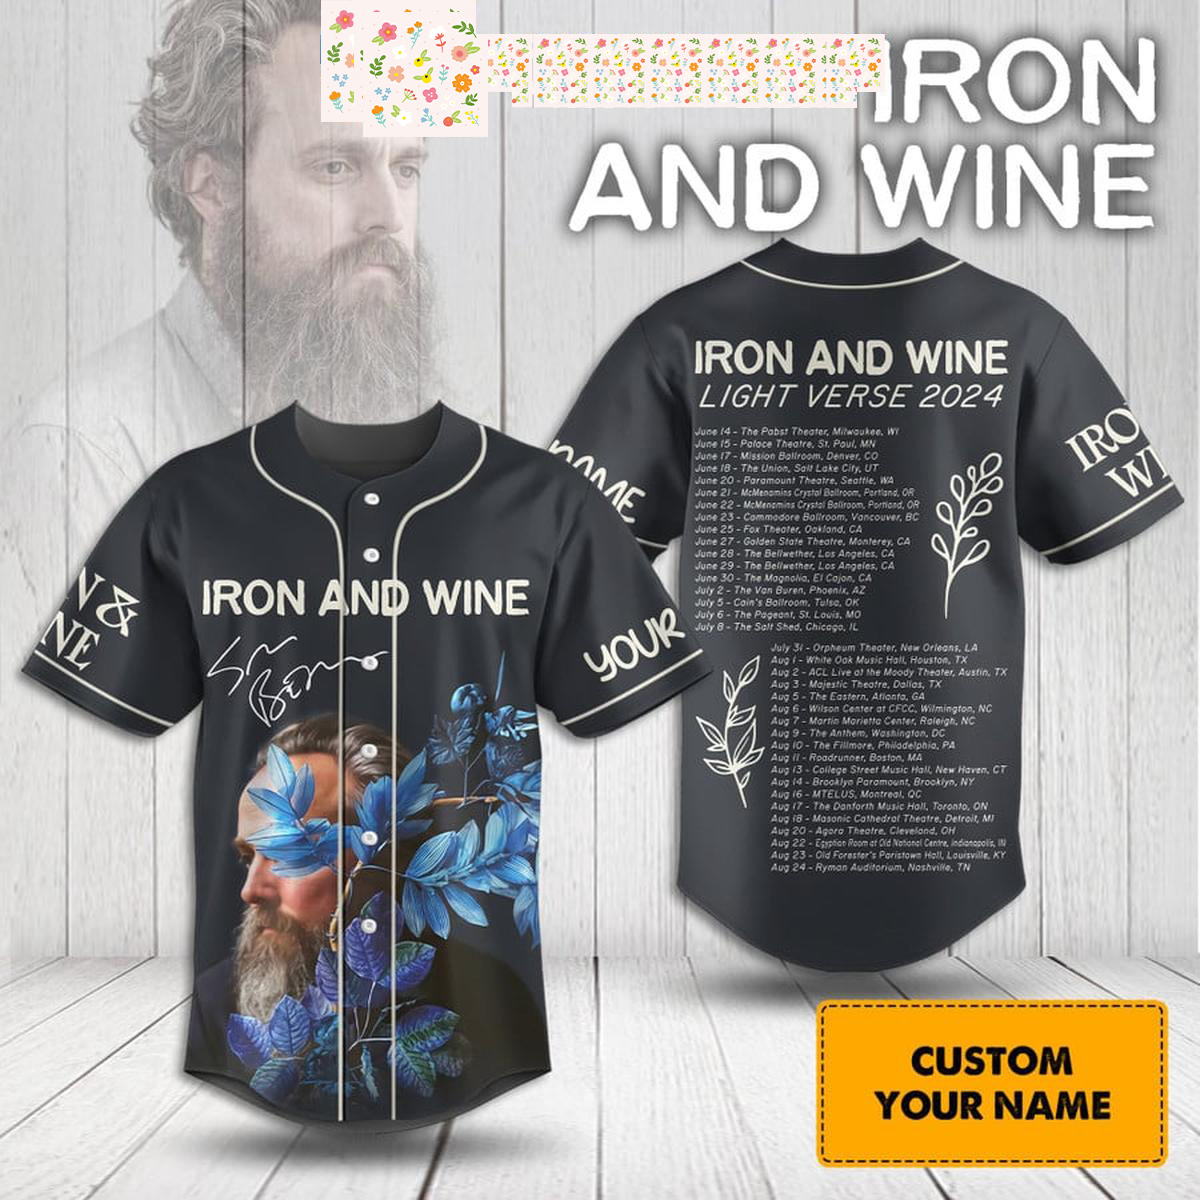 IRON
AND WINE
IRON AND WINE
LIGHT VERSE 2024
June 14 - The Pabst Theater, Milwaukee, WI
June 15 - Palace Theatre, St. Paul, MN
June 17 - Mission Ballroom, Denver, CO
June 18 - The Union, Salt Lake City, UT
June 20 - Paramount Theatre, Seattle, WA
June 21 - McMenamins Crystal Ballroom, Portland, OR
June 22 - McMenamins Crystal Ballroom, Portland, OR
June 23 - Commodore Ballroom, Vancouver, BC
June 25 - Fox Theater, Oakland, CA
June 27 - Golden State Theatre, Monterey, CA
June 28 - The Bellwether, Los Angeles, CA
June 29 - The Bellwether, Los Angeles, CA
June 30 - The Magnolia, El Cajon, CA
July 2 - The Van Buren, Phoenix, AZ
July 5 - Cain's Ballroom, Tulsa, OK
July 6 - The Pageant, St. Louis, MO
July 8 - The Salt Shed, Chicago, IL
July 31 - Orpheum Theater, New Orleans, LA
Aug 1 - White Oak Music Hall, Houston, TX
Aug 2 - ACL Live at the Moody Theater, Austin, TX
Aug 3 - Majestic Theatre, Dallas, TX
Aug 5 - The Eastern, Atlanta, GA
Aug 6 - Wilson Center at CFCC, Wilmington, NC
Aug 7 - Martin Marietta Center, Raleigh, NC
Aug 9 - The Anthem, Washington, DC
Aug 10 - The Fillmore, Philadelphia, PA
Aug 11 - Roadrunner, Boston, MA
Aug 13 - College Street Music Hall, New Haven, CT
Aug 14 - Brooklyn Paramount, Brooklyn, NY
Aug 16 - MTELUS, Montreal, QC
Aug 17 - The Danforth Music Hall, Toronto, ON
Aug 18 - Masonic Cathedral Theatre, Detroit, MI
Aug 20 - Agora Theatre, Cleveland, OH
Aug 22 - Egyptian Room at Old National Centre, Indianapolis, IN
Aug 23 - Old Forester's Paristown Hall, Louisville, KY
Aug 24 - Ryman Auditorium, Nashville, TN
NAME
IRO
WI
N &
NE
IRON AND WINE
YOUR
CUSTOM
YOUR NAME